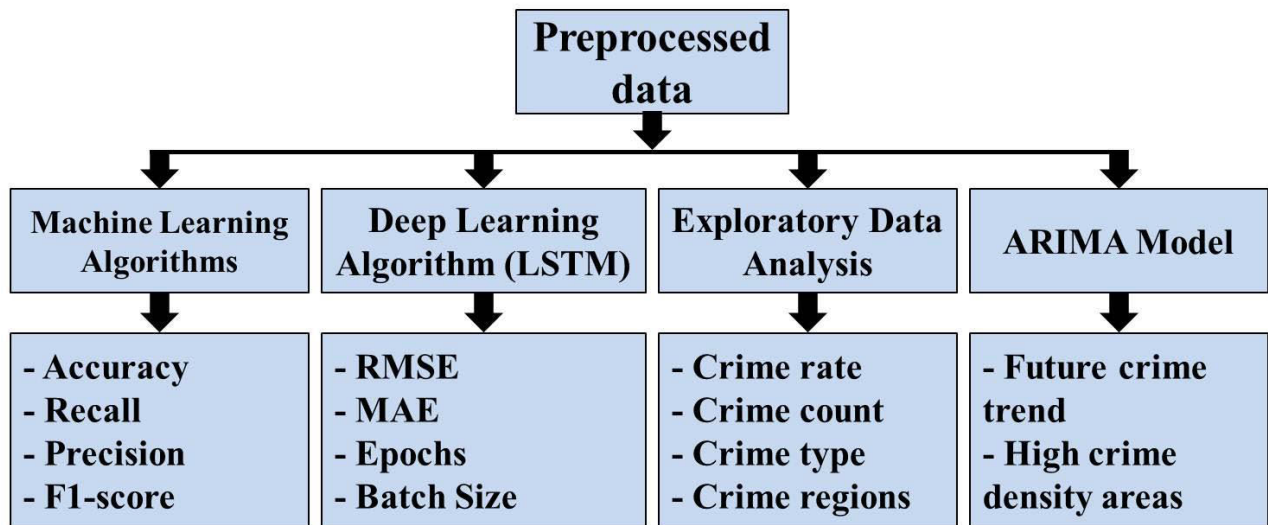 Preprocessed
data
Machine Learning
Algorithms
Deep Learning
Algorithm (LSTM)
Exploratory Data
Analysis
ARIMA Model
- Accuracy
- Recall
- Precision
- F1-score
- RMSE
- MAE
- Epochs
- Batch Size
- Crime rate
- Crime count
- Crime type
- Crime regions
- Future crime
trend
- High crime
density areas